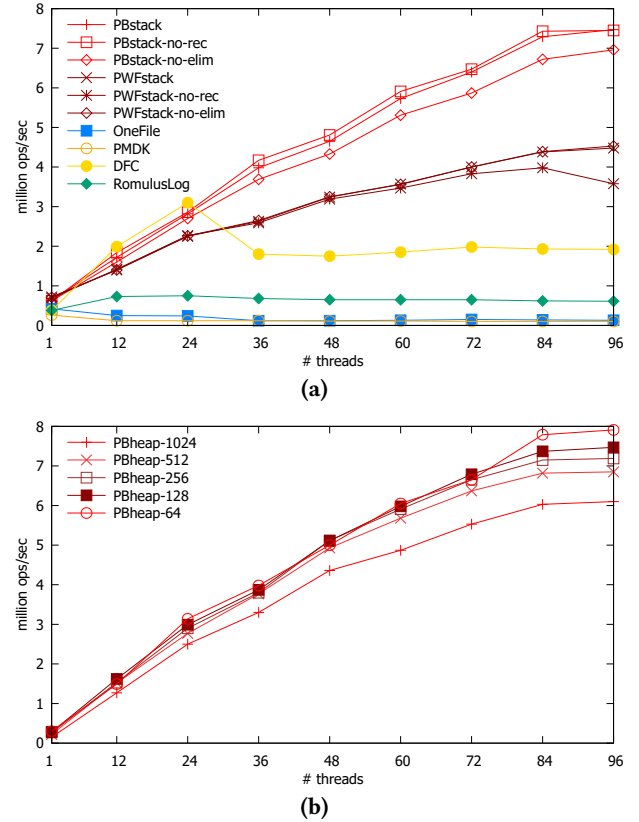 8
7
6
5
4
3
2
1
0
million ops/sec
PBstack
PBstack-no-rec
PBstack-no-elim
PWFstack
PWFstack-no-rec
PWFstack-no-elim
OneFile
PMDK
DFC
RomulusLog
1 12 24 36 48 60 72 84 96
# threads
(a)
8
7
6
5
4
3
2
1
0
million ops/sec
PBheap-1024
PBheap-512
PBheap-256
PBheap-128
PBheap-64
1 12 24 36 48 60 72 84 96
# threads
(b)